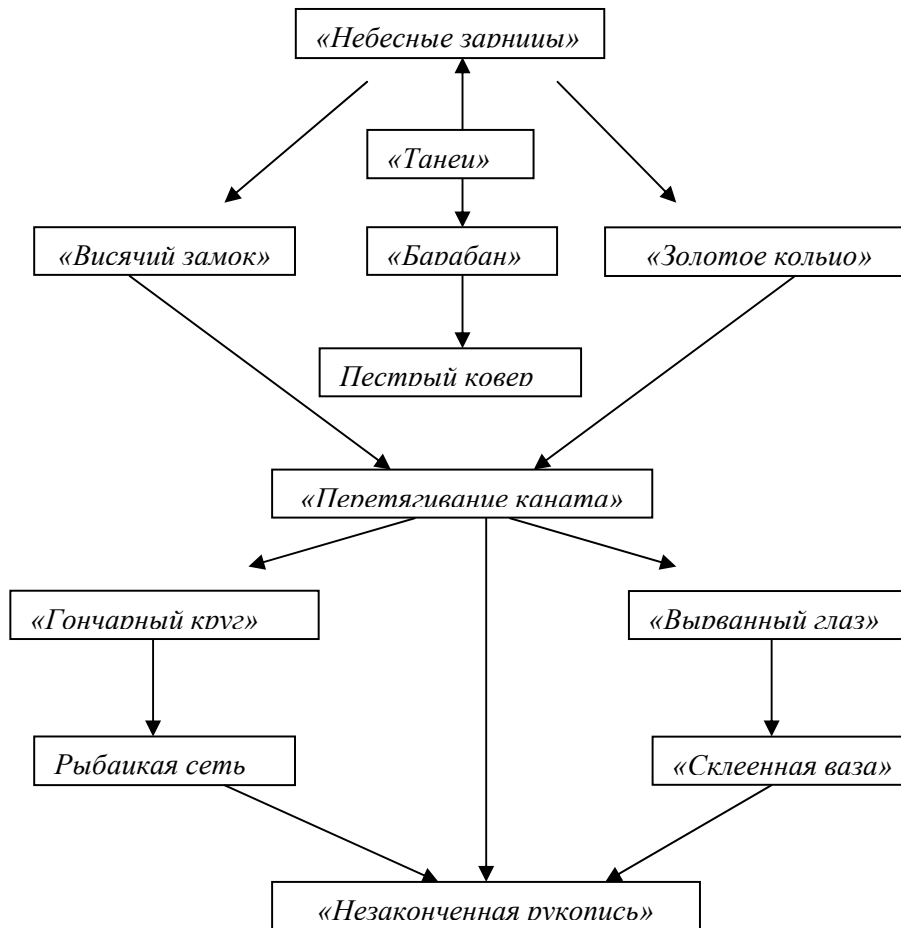 «Небесные зарницы»
«Танец»
«Висячий замок»
«Барабан»
«Золотое кольцо»
Пестрый ковер
«Перетягивание каната»
«Гончарный круг»
«Вырванный глаз»
Рыбацкая сеть
«Склеенная ваза»
«Незаконченная рукопись»